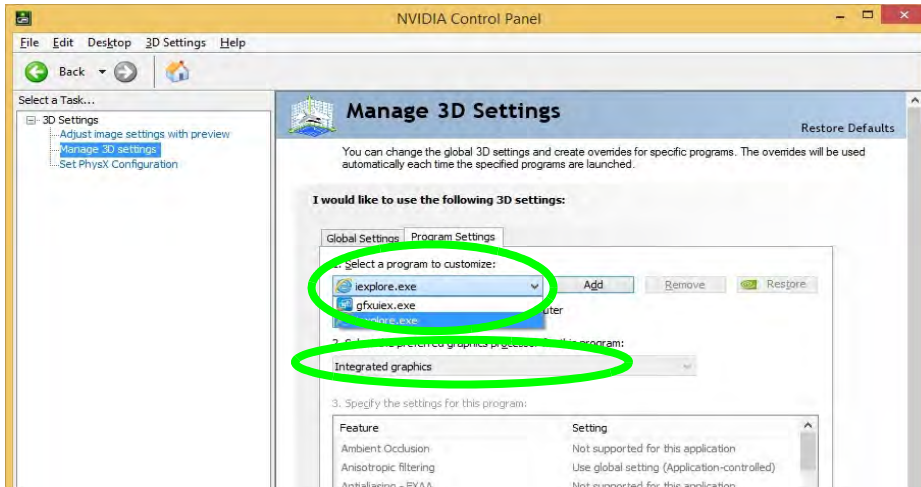 NVIDIA Control Panel
File Edit Desktop 3D Settings Help
Back
Select a Task...
3D Settings
Adjust image settings with preview
Manage 3D settings
Set PhysX Configuration
Manage 3D Settings
Restore Defaults
You can change the global 3D settings and create overrides for specific programs. The overrides will be used
automatically each time the specified programs are launched.
I would like to use the following 3D settings:
Global Settings Program Settings
1. Select a program to customize:
iexplore.exe Add Remove Restore
gfxuiex.exe
iexplore.exe
preferred graphics processor for this program:
Integrated graphics
3. Specify the settings for this program:
Feature Setting
Ambient Occlusion Not supported for this application
Anisotropic filtering Use global setting (Application-controlled)
Antialiasing - FXAA Not supported for this application